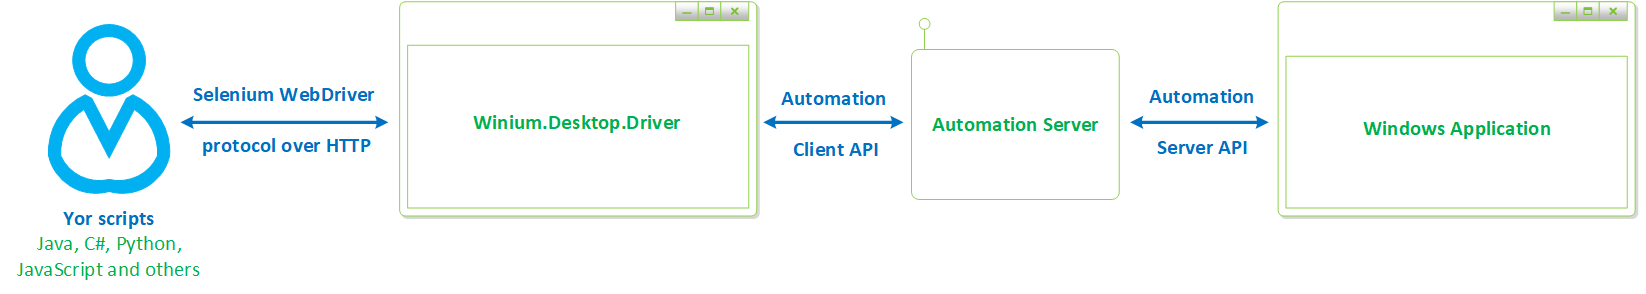 Selenium WebDriver
protocol over HTTP
Yor scripts
Java, C#, Python,
JavaScript and others
Winium.Desktop.Driver
Automation
Client API
Automation Server
Automation
Server API
Windows Application